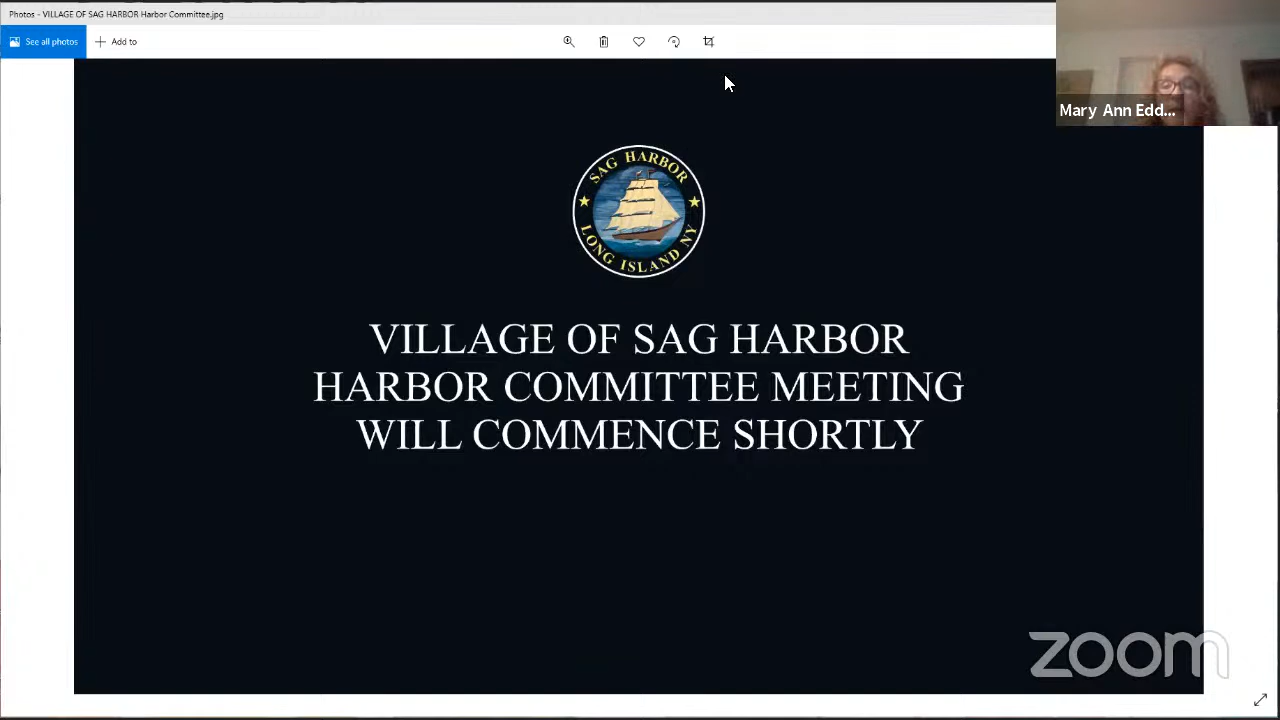 Photos - VILLAGE OF SAG HARBOR Harbor Committee.jpg
See all photos
Add to
Mary Ann Edd...
SAG HARBOR
LONG ISLAND NY
VILLAGE OF SAG HARBOR
HARBOR COMMITTEE MEETING
WILL COMMENCE SHORTLY
zoom